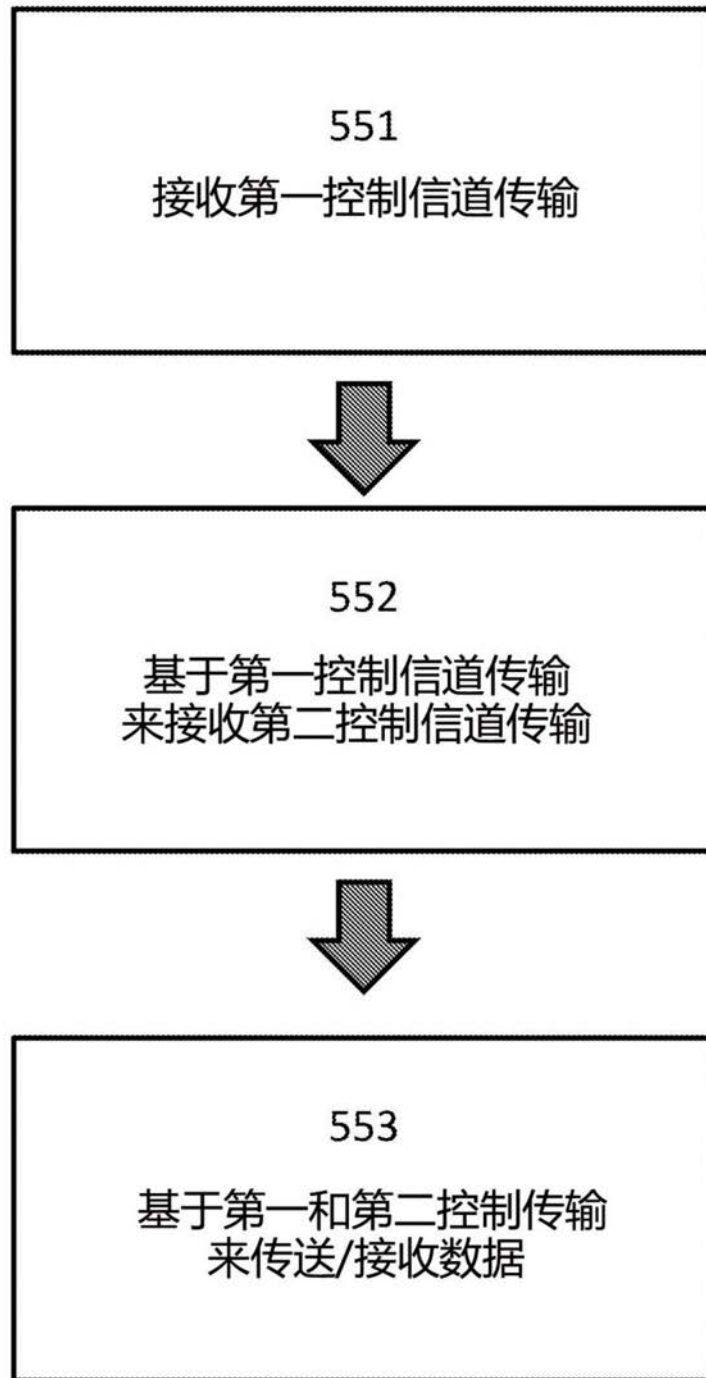 551
接收第一控制信道传输
552
基于第一控制信道传输
来接收第二控制信道传输
553
基于第一和第二控制传输
来传送/接收数据